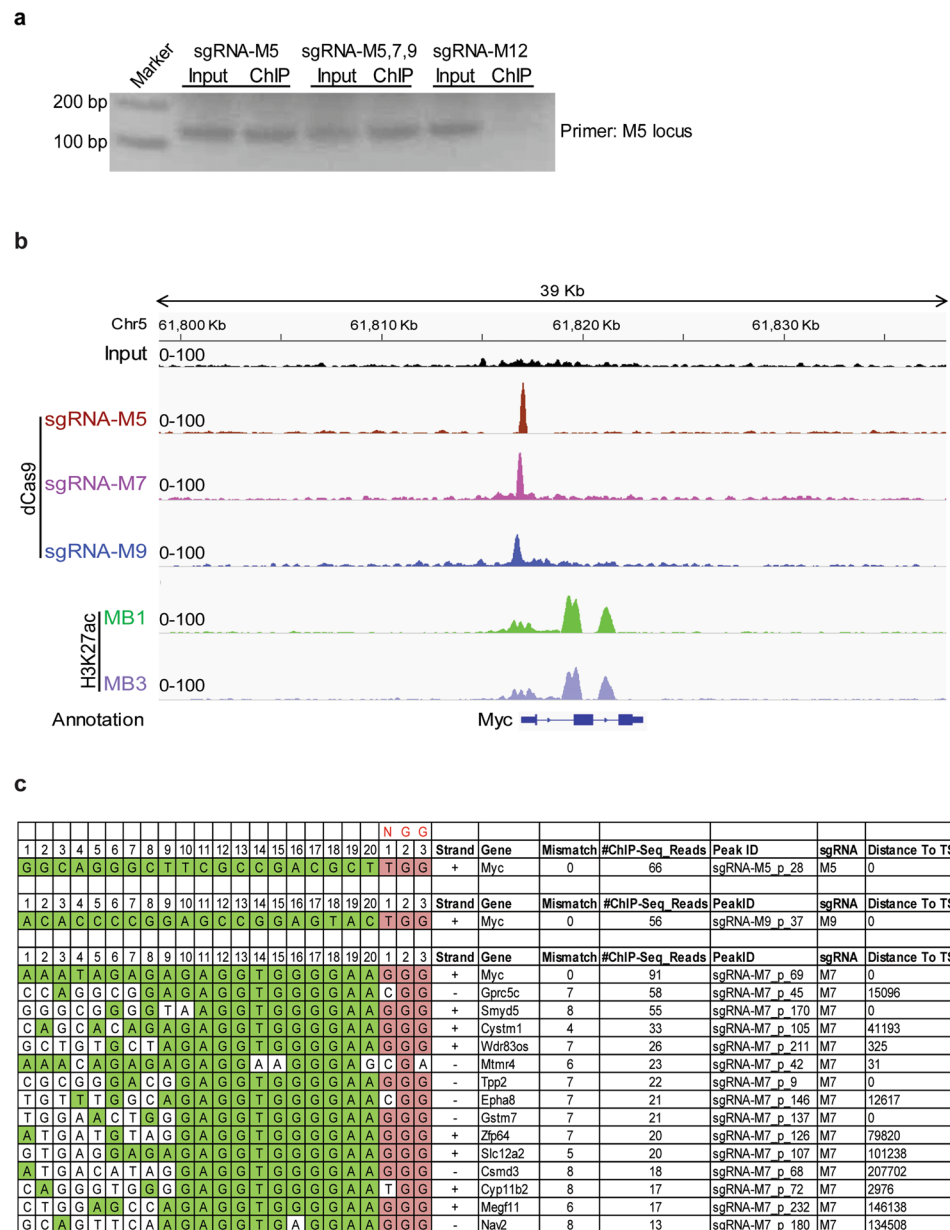 a
Marker
sgRNA-M5 sgRNA-M5,7,9 sgRNA-M12
Input ChIP Input ChIP Input ChIP
200 bp
100 bp
Primer: M5 locus
b
39 Kb
Chr5 61,800 Kb 61,810 Kb 61,820 Kb 61,830 Kb
Input 0-100
dCas9
sgRNA-M5 0-100
sgRNA-M7 0-100
sgRNA-M9 0-100
H3K27ac
MB1 0-100
MB3 0-100
Annotation Myc
c
N G G
1 2 3 4 5 6 7 8 9 10 11 12 13 14 15 16 17 18 19 20 1 2 3 Strand Gene Mismatch #ChIP-Seq_Reads Peak ID sgRNA Distance To TS
G G C A G G G C T T C G C C G A C G C T T G G + Myc 0 66 sgRNA-M5_p_28 M5 0
1 2 3 4 5 6 7 8 9 10 11 12 13 14 15 16 17 18 19 20 1 2 3 Strand Gene Mismatch #ChIP-Seq_Reads PeakID sgRNA Distance To TS
A C A C C C C G G A G C C G G A G T A C T G G + Myc 0 56 sgRNA-M9_p_37 M9 0
1 2 3 4 5 6 7 8 9 10 11 12 13 14 15 16 17 18 19 20 1 2 3 Strand Gene Mismatch #ChIP-Seq_Reads PeakID sgRNA Distance To TS
A A A T A G A G A G A G G T G G G G A A G G G + Myc 0 91 sgRNA-M7_p_69 M7 0
C C A G G C G G A G A G G T G G G G A A C G G - Gprc5c 7 58 sgRNA-M7_p_45 M7 15096
G G G C G G G G T A A G G T G G G G A A G G G + Smyd5 8 55 sgRNA-M7_p_170 M7 0
C A G C A C A G A G A G G T G G G G A A G G G + Cystm1 4 33 sgRNA-M7_p_105 M7 41193
G C T G T G C T A G A G G T G G G G A A G G G + Wdr83os 7 26 sgRNA-M7_p_211 M7 325
A A A C A G A G A G A G G A A G G G A G C G A - Mtmr4 6 23 sgRNA-M7_p_42 M7 31
C G C G G G A C G G A G G T G G G G A A G G G - Tpp2 7 22 sgRNA-M7_p_9 M7 0
T G T T T G G C A G A G G T G G G G A A C G G - Epha8 7 21 sgRNA-M7_p_146 M7 12617
T G G A A C T G G G A G G T G G G G A A G G G - Gstm7 7 21 sgRNA-M7_p_137 M7 0
A T G A T G T A G G A G G T G G G G A A G G G + Zfp64 7 20 sgRNA-M7_p_126 M7 79820
G T G A G G A G A G A G G T G G G G A A G G G + Slc12a2 5 20 sgRNA-M7_p_107 M7 101238
A T G A C A T A G G A G G T G G G G A A G G G - Csmd3 8 18 sgRNA-M7_p_68 M7 207702
C A G G G T G G G G A G G T G G G G A A T G G + Cyp11b2 8 17 sgRNA-M7_p_72 M7 2976
C T G G A G C C A G A G G T G G G G A A G G G + Megf11 6 17 sgRNA-M7_p_232 M7 146138
G C A G T T C A A G A G G T G A G G A A G G G - Nav2 8 13 sgRNA-M7_p_180 M7 134508